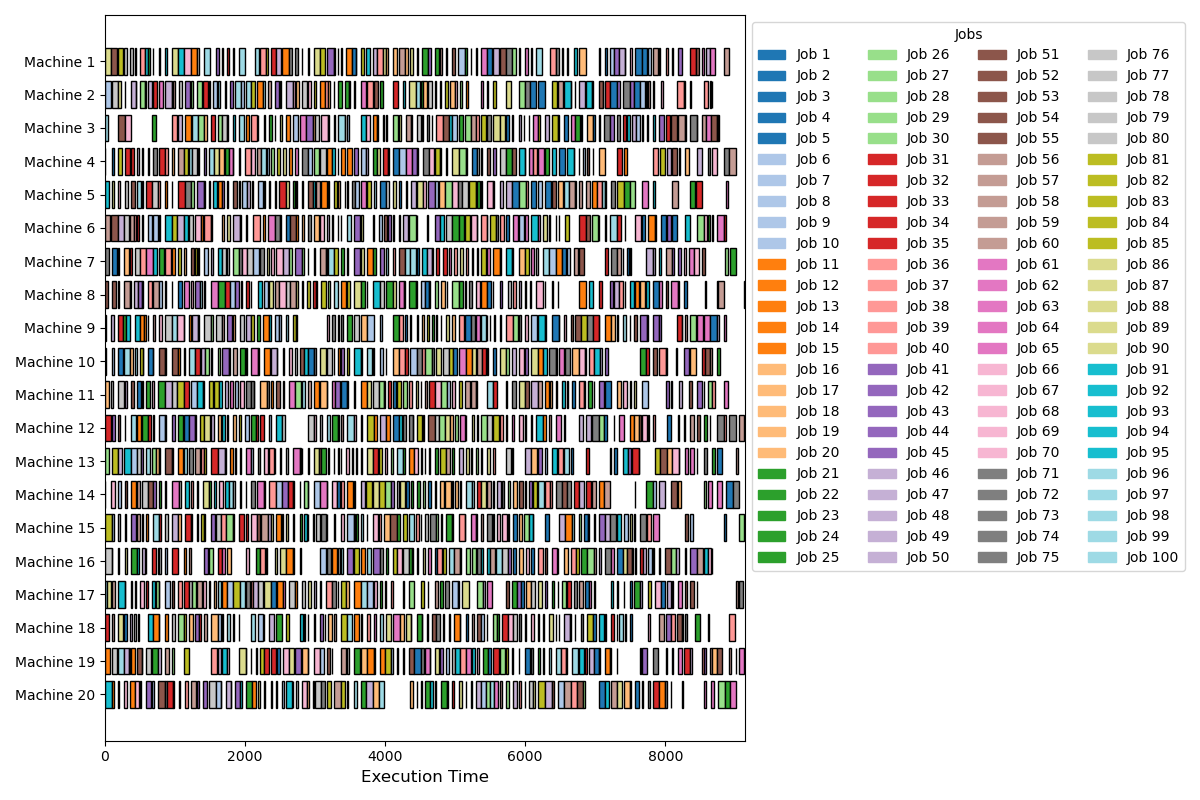 Machine 1
Machine 2
Machine 3
Machine 4
Machine 5
Machine 6
Machine 7
Machine 8
Machine 9
Machine 10
Machine 11
Machine 12
Machine 13
Machine 14
Machine 15
Machine 16
Machine 17
Machine 18
Machine 19
Machine 20
0 2000 4000 6000 8000
Execution Time
Jobs
Job 1 Job 26 Job 51 Job 76
Job 2 Job 27 Job 52 Job 77
Job 3 Job 28 Job 53 Job 78
Job 4 Job 29 Job 54 Job 79
Job 5 Job 30 Job 55 Job 80
Job 6 Job 31 Job 56 Job 81
Job 7 Job 32 Job 57 Job 82
Job 8 Job 33 Job 58 Job 83
Job 9 Job 34 Job 59 Job 84
Job 10 Job 35 Job 60 Job 85
Job 11 Job 36 Job 61 Job 86
Job 12 Job 37 Job 62 Job 87
Job 13 Job 38 Job 63 Job 88
Job 14 Job 39 Job 64 Job 89
Job 15 Job 40 Job 65 Job 90
Job 16 Job 41 Job 66 Job 91
Job 17 Job 42 Job 67 Job 92
Job 18 Job 43 Job 68 Job 93
Job 19 Job 44 Job 69 Job 94
Job 20 Job 45 Job 70 Job 95
Job 21 Job 46 Job 71 Job 96
Job 22 Job 47 Job 72 Job 97
Job 23 Job 48 Job 73 Job 98
Job 24 Job 49 Job 74 Job 99
Job 25 Job 50 Job 75 Job 100